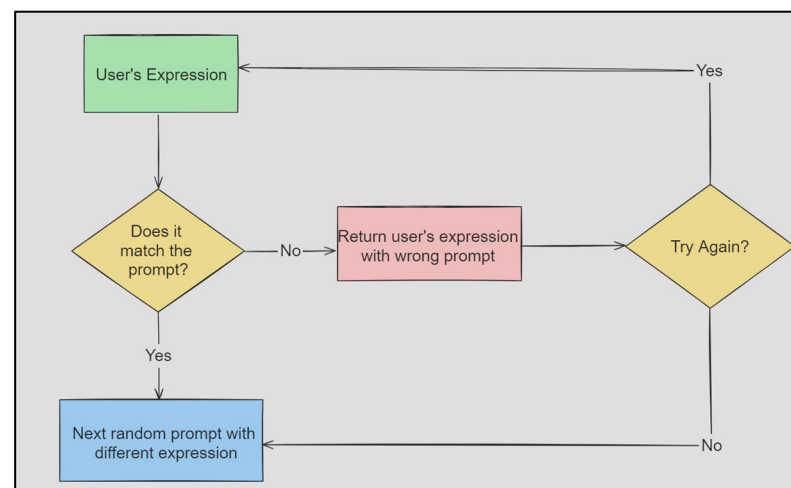 User's Expression
Yes
Does it
match the
prompt?
No
Return user's expression
with wrong prompt
Try Again?
Yes
Next random prompt with
different expression
No